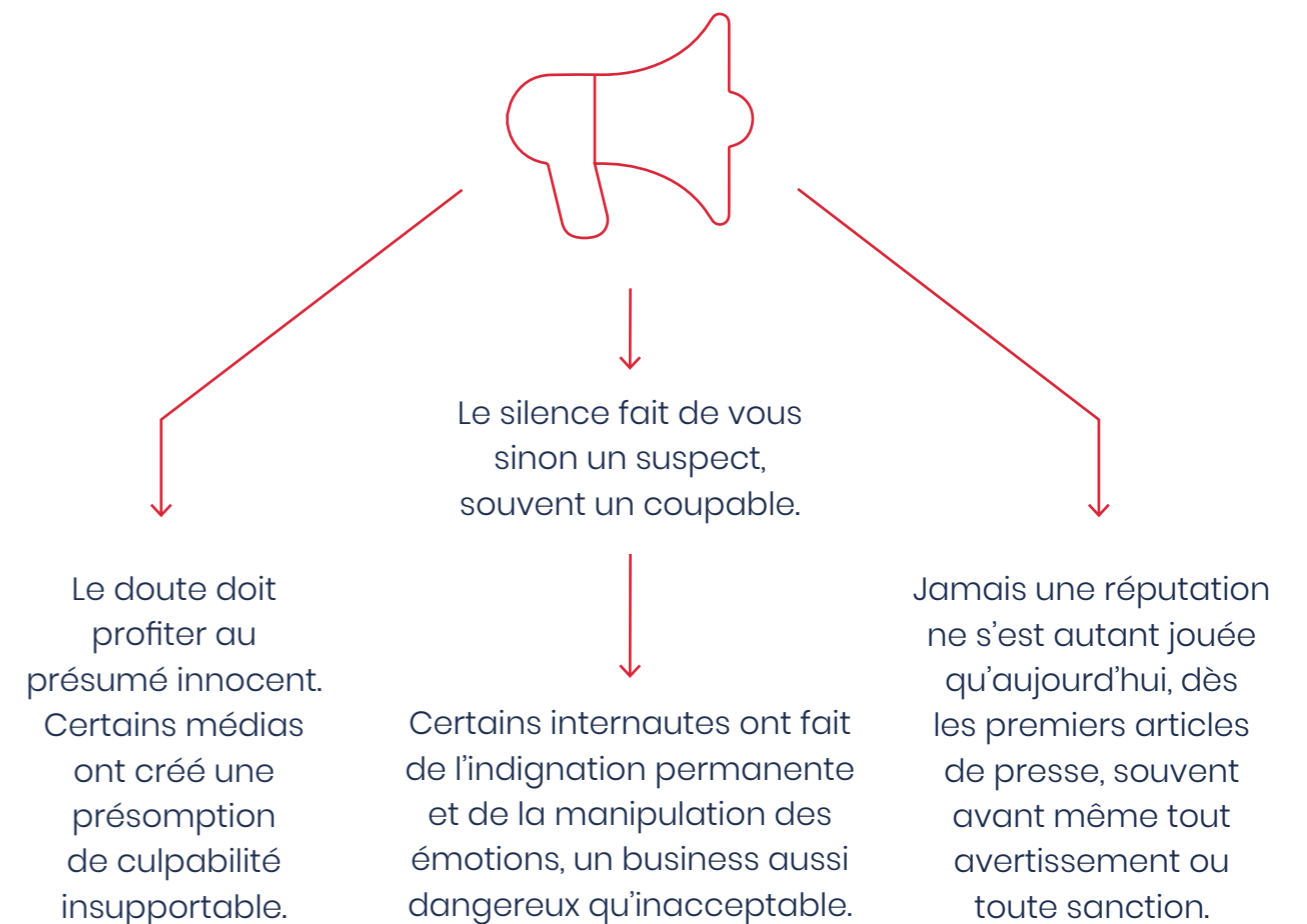 Le silence fait de vous
sinon un suspect,
souvent un coupable.
Le doute doit
profiter au
présumé innocent.
Certains médias
ont créé une
présomption
de culpabilité
insupportable.
Certains internautes ont fait
de l’indignation permanente
et de la manipulation des
émotions, un business aussi
dangereux qu’inacceptable.
Jamais une réputation
ne s’est autant jouée
qu’aujourd’hui, dès
les premiers articles
de presse, souvent
avant même tout
avertissement ou
toute sanction.